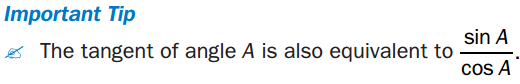 Important Tip
The tangent of angle A is also equivalent to sin A / cos A.